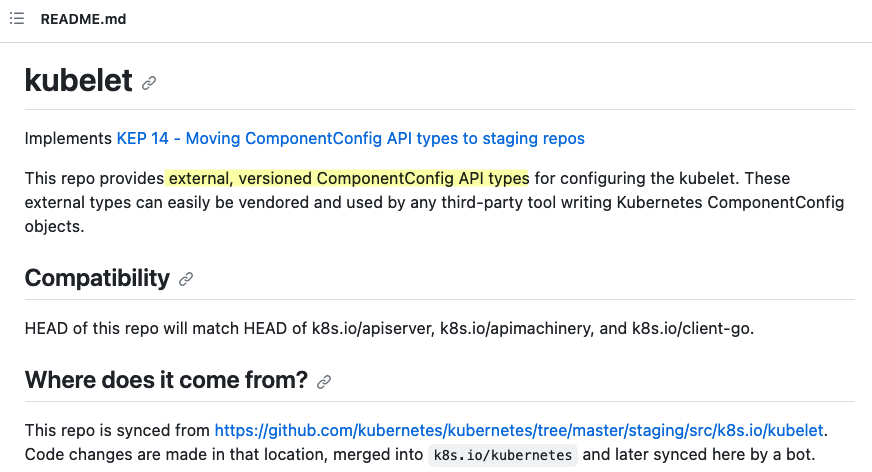 README.md
kubelet
Implements KEP 14 - Moving ComponentConfig API types to staging repos
This repo provides external, versioned ComponentConfig API types for configuring the kubelet. These
external types can easily be vendored and used by any third-party tool writing Kubernetes ComponentConfig
objects.
Compatibility
HEAD of this repo will match HEAD of k8s.io/apiserver, k8s.io/apimachinery, and k8s.io/client-go.
Where does it come from?
This repo is synced from https://github.com/kubernetes/kubernetes/tree/master/staging/src/k8s.io/kubelet.
Code changes are made in that location, merged into k8s.io/kubernetes and later synced here by a bot.